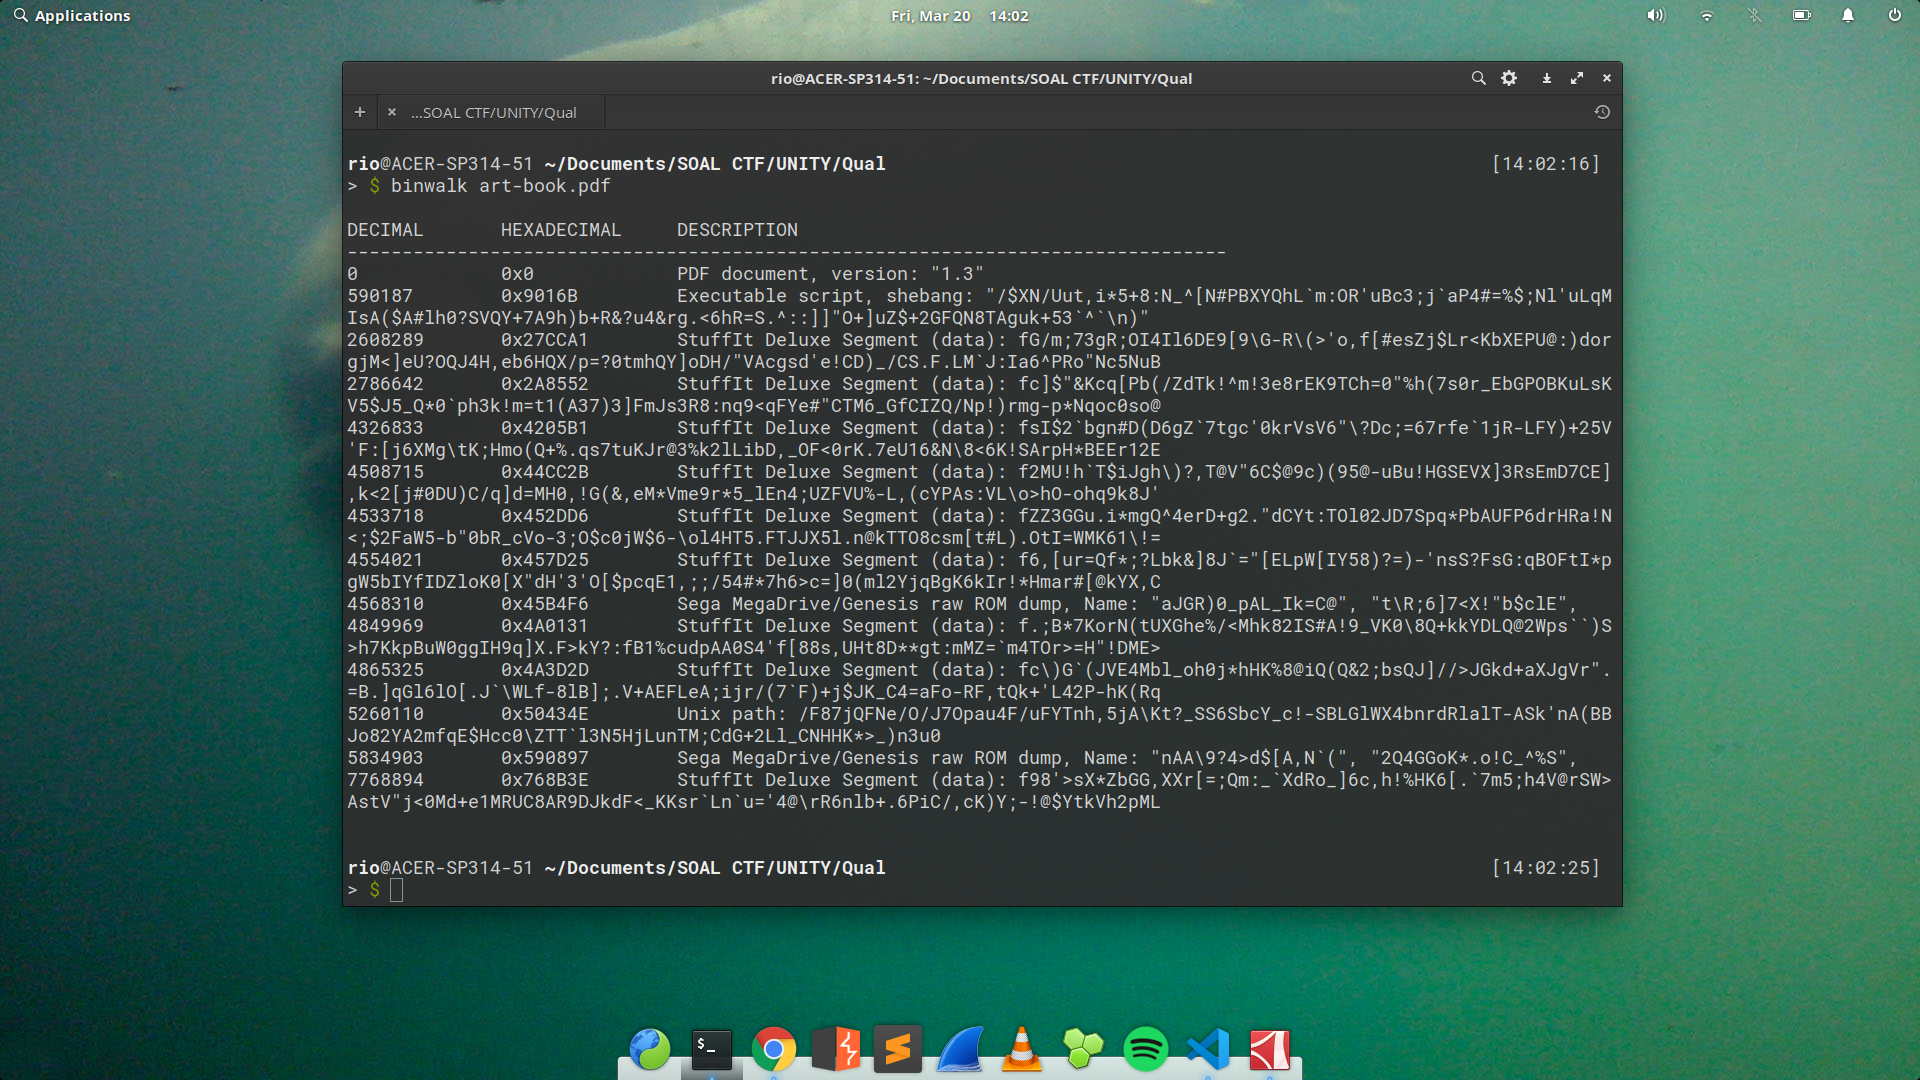 Applications
Fri, Mar 20 14:02
rio@ACER-SP314-51: ~/Documents/SOAL CTF/UNITY/Qual
...SOAL CTF/UNITY/Qual
rio@ACER-SP314-51 ~/Documents/SOAL CTF/UNITY/Qual [14:02:16]
> $ binwalk art-book.pdf
DECIMAL HEXADECIMAL DESCRIPTION
--------------------------------------------------------------------------------
0 0x0 PDF document, version: "1.3"
590187 0x9016B Executable script, shebang: "/$XN/Uut,i*5+8:N_^[N#PBXYQhL`m:OR'uBc3;j`aP4#=%$;Nl'uLqM
IsA($A#lh0?SVQY+7A9h)b+R&?u4&rg.<6hR=S.^::]]"O+]uZ$+2GFQN8TAguk+53`^`\n)"
2608289 0x27CCA1 StuffIt Deluxe Segment (data): fG/m;73gR;OI4Il6DE9[9\G-R\(>'o,f[#esZj$Lr<KbXEPU@:)dor
gjM<]eU?OQJ4H,eb6HQX/p=?0tmhQY]oDH/"VAcgsd'e!CD)_/CS.F.LM`J:Ia6^PRo"Nc5NuB
2786642 0x2A8552 StuffIt Deluxe Segment (data): fc]$"&Kcq[Pb(/ZdTk!^m!3e8rEK9TCh=0"%h(7s0r_EbGPOBKuLsK
V5$J5_Q*0`ph3k!m=t1(A37)3]FmJs3R8:nq9<qFYe#"CTM6_GfCIZQ/Np!)rmg-p*Nqoc0so@
4326833 0x4205B1 StuffIt Deluxe Segment (data): fsI$2`bgn#D(D6gZ`7tgc'0krVsV6"\?Dc;=67rfe`1jR-LFY)+25V
'F:[j6XMg\tK;Hmo(Q+%.qs7tuKJr@3%k2lLibD,_OF<0rK.7eU16&N\8<6K!SArpH*BEEr12E
4508715 0x44CC2B StuffIt Deluxe Segment (data): f2MU!h`T$iJgh\)?,T@V"6C$@9c)(95@-uBu!HGSEVX]3RsEmD7CE]
,k<2[j#0DU)C/q]d=MH0,!G(&,eM*Vme9r*5_lEn4;UZFVU%-L,(cYPAs:VL\o>hO-ohq9k8J'
4533718 0x452DD6 StuffIt Deluxe Segment (data): fZZ3GGu.i*mgQ^4erD+g2."dCYt:TOl02JD7Spq*PbAUFP6drHRa!N
<;$2FaW5-b"0bR_cVo-3;O$c0jW$6-\ol4HT5.FTJJX5l.n@kTTO8csm[t#L).OtI=WMK61\!=
4554021 0x457D25 StuffIt Deluxe Segment (data): f6,[ur=Qf*;?Lbk&]8J`="[ELpW[IY58)?=)-'nsS?FsG:qBOFtI*p
gW5bIYfIDZloK0[X"dH'3'O[$pcqE1,;;/54#*7h6>c=]0(ml2YjqBgK6kIr!*Hmar#[@kYX,C
4568310 0x45B4F6 Sega MegaDrive/Genesis raw ROM dump, Name: "aJGR)0_pAL_Ik=C@", "t\R;6]7<X!"b$clE",
4849969 0x4A0131 StuffIt Deluxe Segment (data): f.;B*7KorN(tUXGhe%/<Mhk82IS#A!9_VK0\8Q+kkYDLQ@2Wps``)S
>h7KkpBuW0ggIH9q]X.F>kY?:fB1%cudpAA0S4'f[88s,UHt8D**gt:mMZ=`m4TOr>=H"!DME>
4865325 0x4A3D2D StuffIt Deluxe Segment (data): fc\)G`(JVE4Mbl_oh0j*hHK%8@iQ(Q&2;bsQJ]//>JGkd+aXJgVr".
=B.]qGl6lO[.J`\WLf-8lB];.V+AEFLeA;ijr/(7`F)+j$JK_C4=aFo-RF,tQk+'L42P-hK(Rq
5260110 0x50434E Unix path: /F87jQFNe/O/J7Opau4F/uFYTnh,5jA\Kt?_SS6SbcY_c!-SBLGlWX4bnrdRlalT-ASk'nA(BB
Jo82YA2mfqE$Hcc0\ZTT`l3N5HjLunTM;CdG+2Ll_CNHHK*>_)n3u0
5834903 0x590897 Sega MegaDrive/Genesis raw ROM dump, Name: "nAA\9?4>d$[A,N`(", "2Q4GGoK*.o!C_^%S",
7768894 0x768B3E StuffIt Deluxe Segment (data): f98'>sX*ZbGG,XXr[=;Qm:_`XdRo_]6c,h!%HK6[.`7m5;h4V@rSW>
AstV"j<0Md+e1MRUC8AR9DJkdF<_KKsr`Ln`u='4@\rR6nlb+.6PiC/,cK)Y;-!@$YtkVh2pML
rio@ACER-SP314-51 ~/Documents/SOAL CTF/UNITY/Qual [14:02:25]
> $